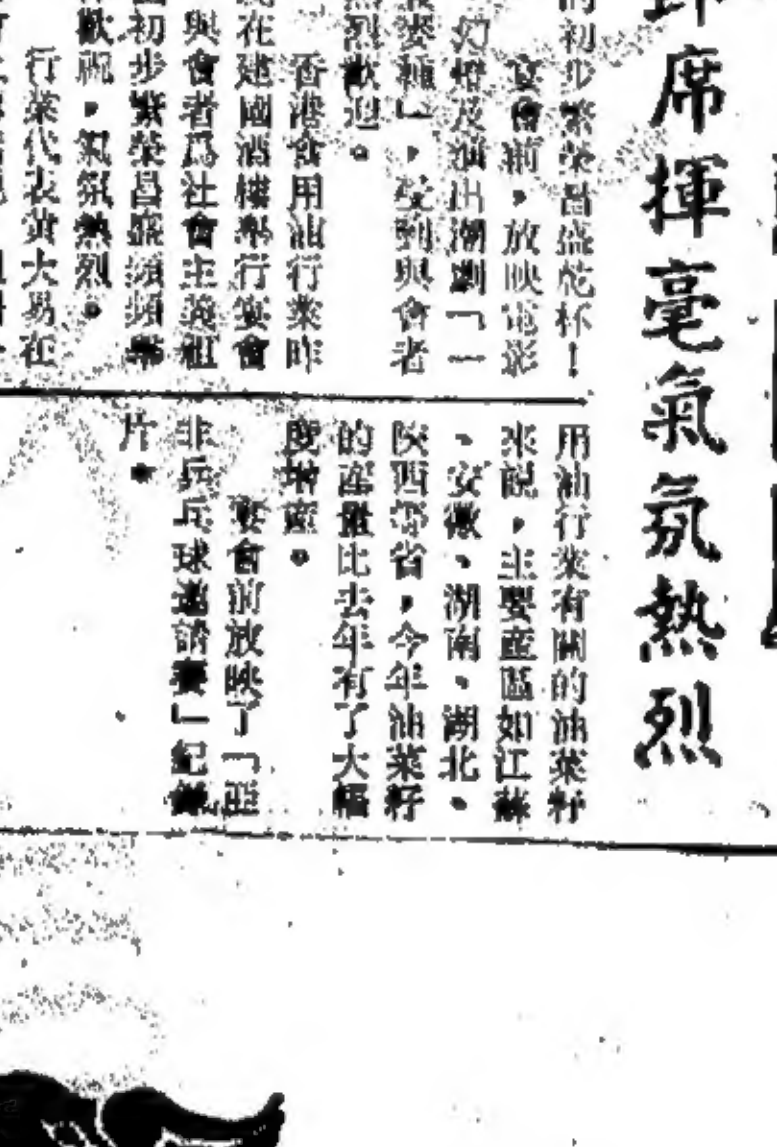 席揮毫氣氛熱烈
的初步繁榮昌盛乾杯！
宴會前，放映電影
幻燈及演出潮劇「一
麥種」，受到與會者
熱烈歡迎。
香港食用油行業昨
在建國酒樓舉行宴會
與會者爲社會主義祖
初步繁榮昌盛頻頻舉
歡祝，氣氛熱烈。
行業代表黃大易在
用油行業有關的油菜籽
來說，主要產區如江蘇
、安徽、湖南、湖北、
陝西等省，今年油菜籽
的產量比去年有了大幅
度增產。
宴會前放映了「亞
非乒乓球邀請賽」紀錄
片。